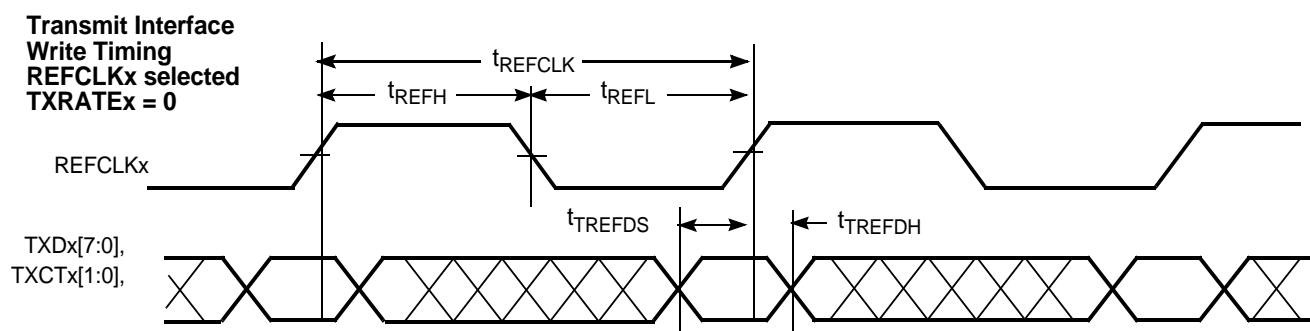 Transmit Interface
Write Timing
REFCLKx selected
TXRATEx = 0
tREFCLK
tREFH
tREFL
REFCLKx
tTREFDS
tTREFDH
TXDx[7:0],
TXCTx[1:0],